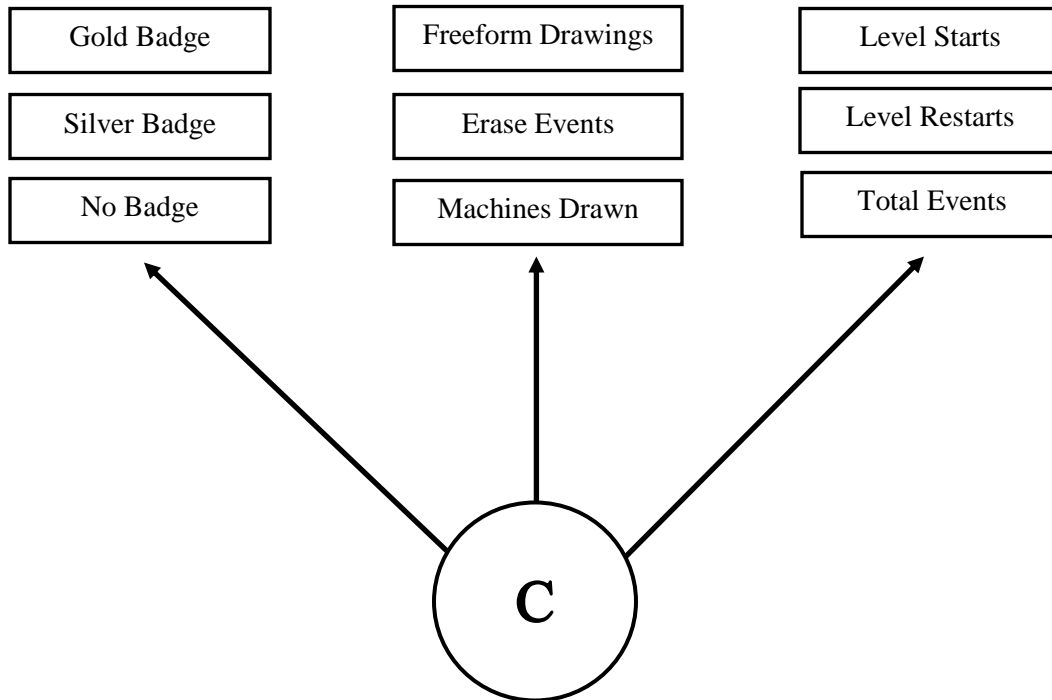 Gold Badge
Silver Badge
No Badge
Freeform Drawings
Erase Events
Machines Drawn
Level Starts
Level Restarts
Total Events
C